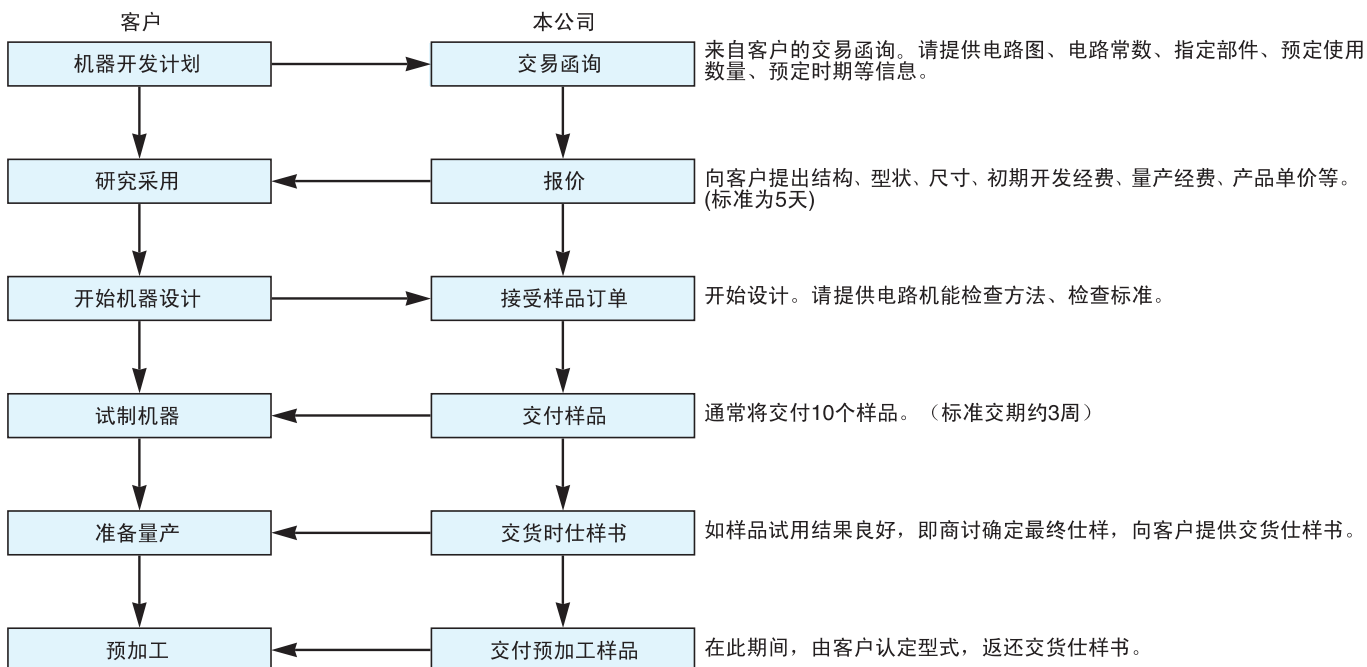 客户
本公司
机器开发计划
交易函询
来自客户的交易函询。请提供电路图、电路常数、指定部件、预定使用
数量、预定时期等信息。
研究采用
报价
向客户提出结构、型状、尺寸、初期开发经费、量产经费、产品单价等。
(标准为5天)
开始机器设计
接受样品订单
开始设计。请提供电路机能检查方法、检查标准。
试制机器
交付样品
通常将交付10个样品。（标准交期约3周）
准备量产
交货时仕样书
如样品试用结果良好，即商讨确定最终仕样，向客户提供交货仕样书。
预加工
交付预加工样品
在此期间，由客户认定型式，返还交货仕样书。